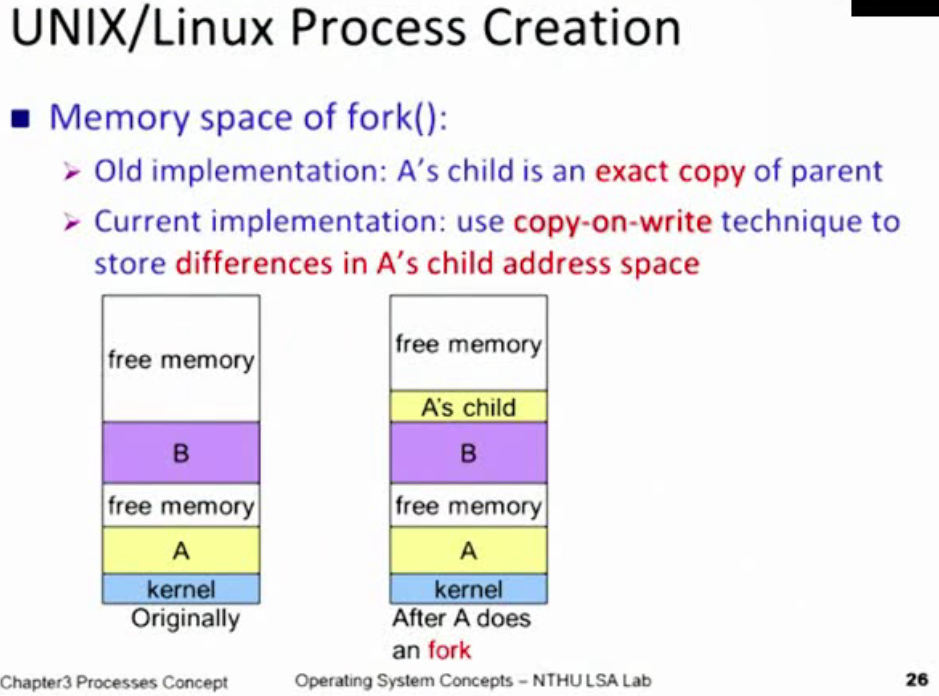 UNIX/Linux Process Creation
Memory space of fork():
Old implementation: A's child is an exact copy of parent
Current implementation: use copy-on-write technique to
store differences in A's child address space
free memory
B
free memory
A
kernel
Originally
free memory
A's child
B
free memory
A
kernel
After A does
an fork
Chapter3 Processes Concept
Operating System Concepts – NTHU LSA Lab
26